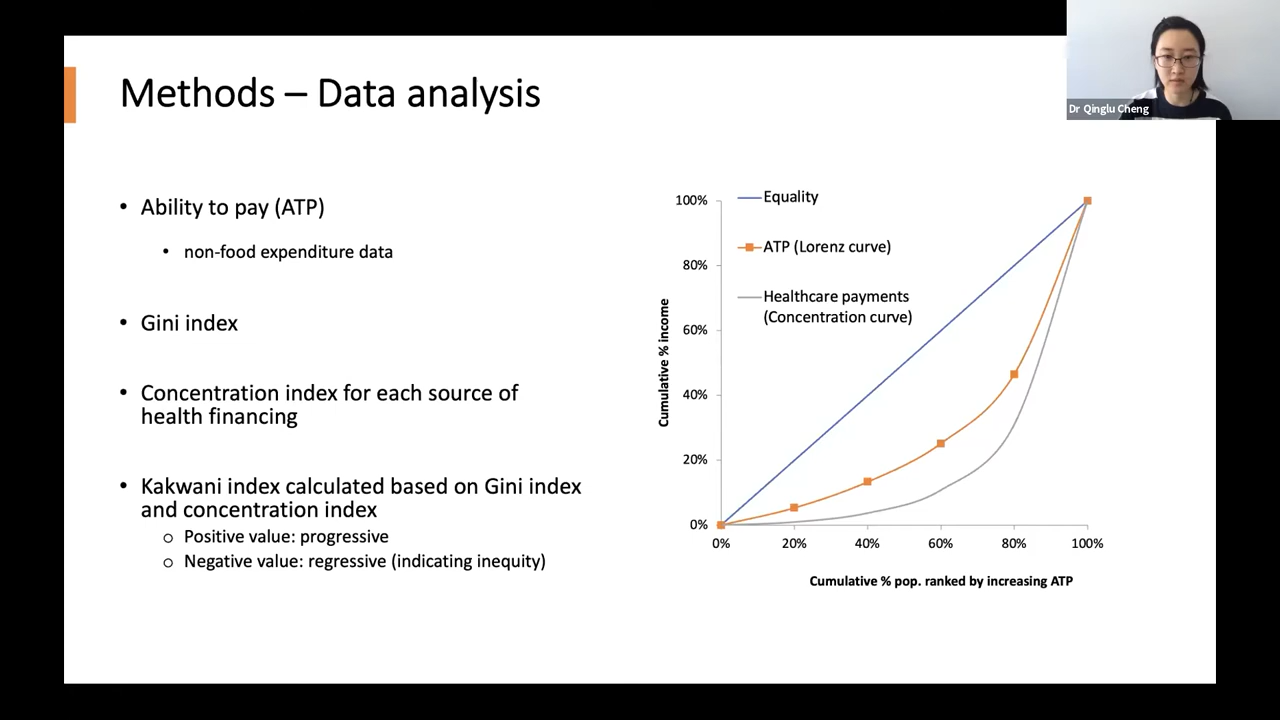 Methods – Data analysis
Dr Qinglu Cheng
• Ability to pay (ATP)
• non-food expenditure data
• Gini index
• Concentration index for each source of
health financing
• Kakwani index calculated based on Gini index
and concentration index
o Positive value: progressive
o Negative value: regressive (indicating inequity)
Equality
ATP (Lorenz curve)
Healthcare payments
(Concentration curve)
Cumulative % income
100%
80%
60%
40%
20%
0%
0% 20% 40% 60% 80% 100%
Cumulative % pop. ranked by increasing ATP